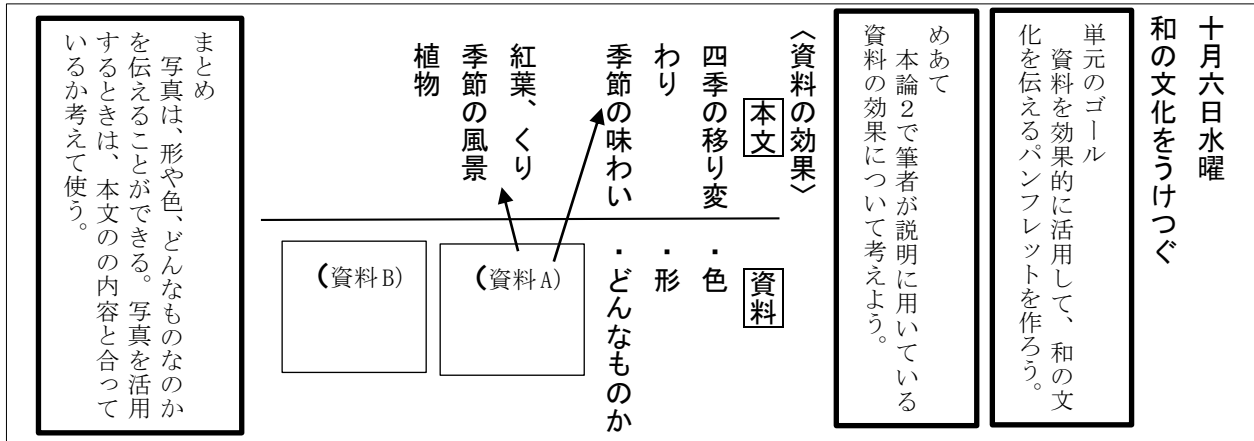 十月六日水曜
和の文化をうけつぐ
単元のゴール
資料を効果的に活用して、和の文
化を伝えるパンフレットを作ろう。
めあて
本論2で筆者が説明に用いている
資料の効果について考えよう。
〈資料の効果〉
本文
四季の移り変
わり
季節の味わい
紅葉、くり
季節の風景
植物
資料
・色
・形
・どんなものか
(資料A)
(資料B)
まとめ
写真は、形や色、どんなものなのか
を伝えることができる。写真を活用
するときは、本文のの内容と合って
いるか考えて使う。